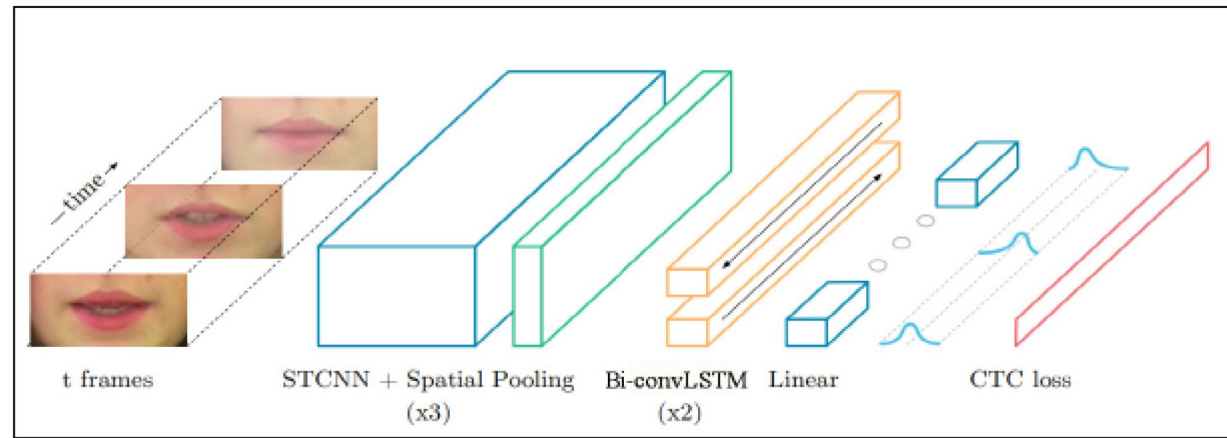 time
t frames
STCNN + Spatial Pooling
(x3)
Bi-convLSTM
(x2)
Linear
CTC loss